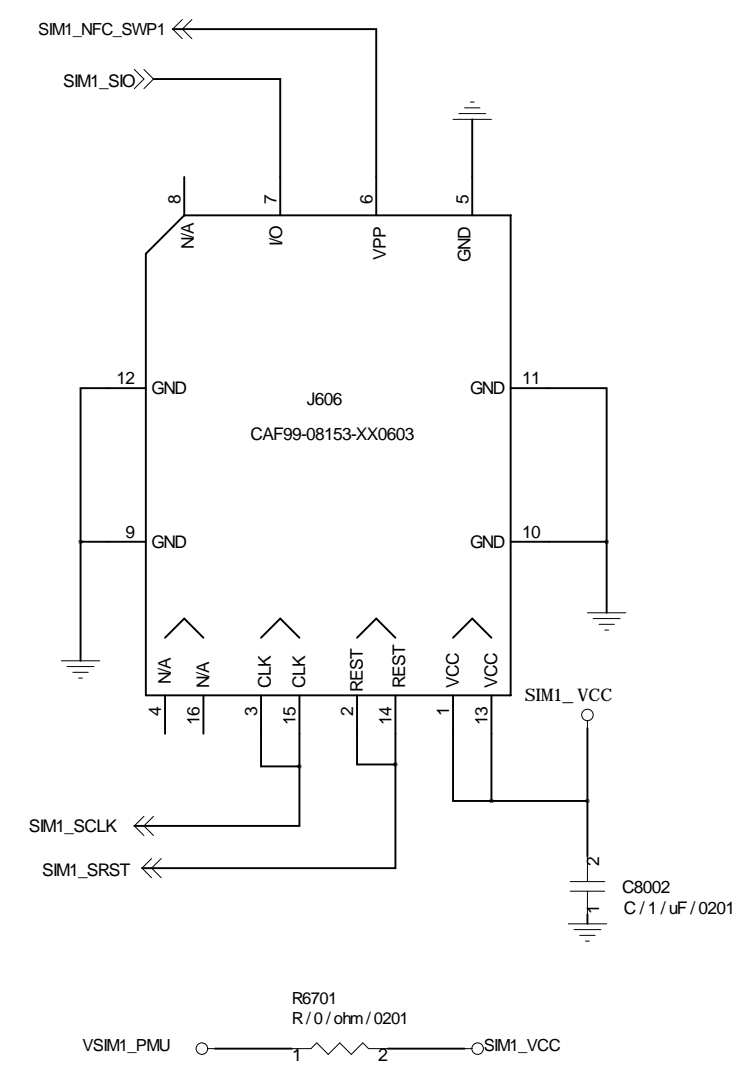 SIM1_NFC_SWP1
SIM1_SIO
8
7
6
5
N/A
I/O
VPP
GND
12
GND
GND
11
J606
CAF99-08153-XX0603
9
GND
GND
10
N/A
N/A
CLK
CLK
REST
REST
VCC
VCC
4
16
3
15
2
14
1
13
SIM1_VCC
SIM1_SCLK
SIM1_SRST
2
C8002
C / 1 / uF / 0201
1
R6701
R / 0 / ohm / 0201
VSIM1_PMU
1
2
SIM1_VCC